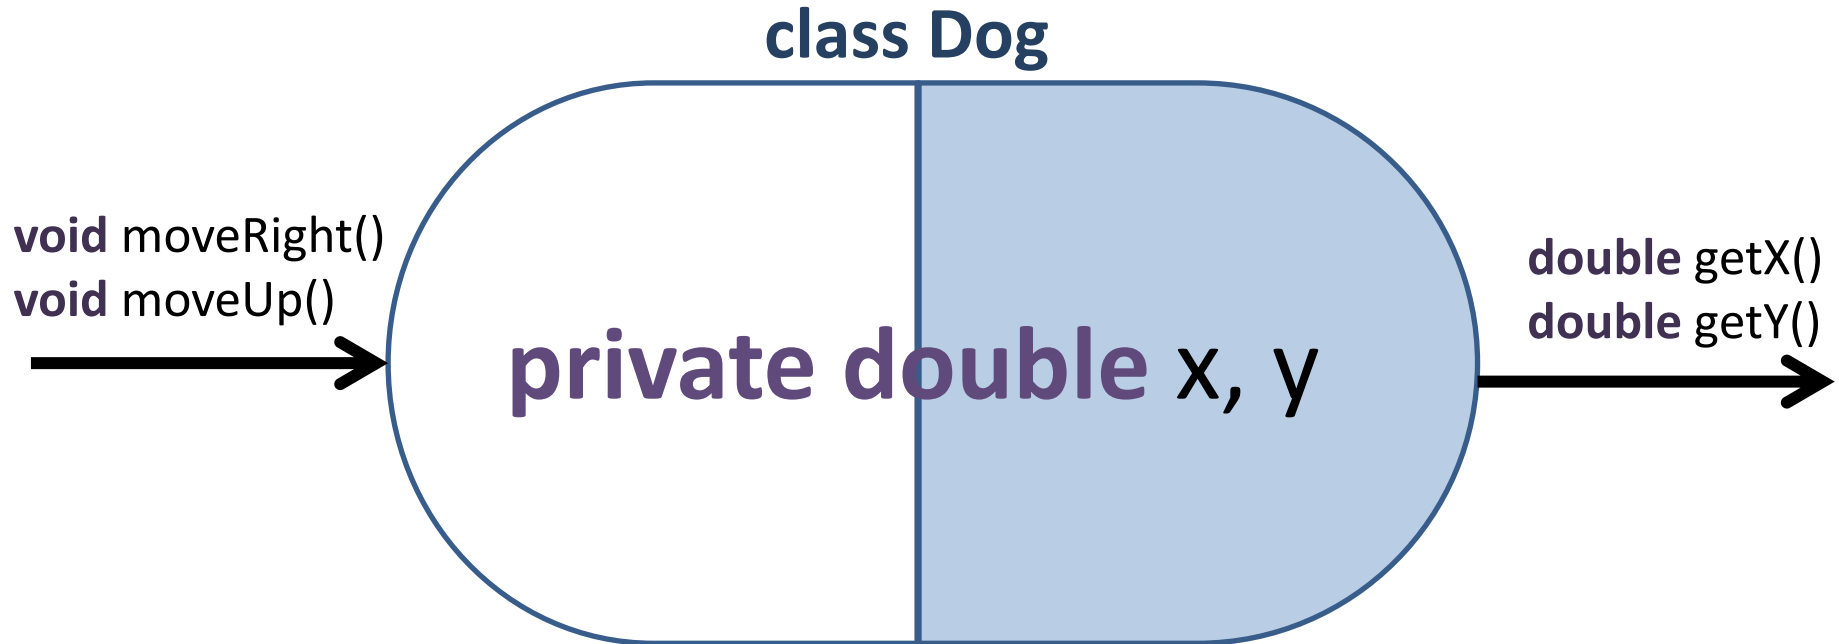 class Dog
void moveRight()
void moveUp()
private double x, y
double getX()
double getY()